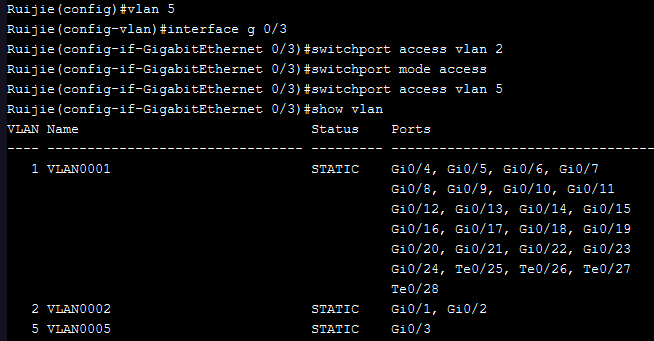 Ruijie(config)#vlan 5
Ruijie(config-vlan)#interface g 0/3
Ruijie(config-if-GigabitEthernet 0/3)#switchport access vlan 2
Ruijie(config-if-GigabitEthernet 0/3)#switchport mode access
Ruijie(config-if-GigabitEthernet 0/3)#switchport access vlan 5
Ruijie(config-if-GigabitEthernet 0/3)#show vlan
VLAN Name                             Status    Ports
---- -------------------------------- --------- ---------------------------------
   1 VLAN0001                         STATIC    Gi0/4, Gi0/5, Gi0/6, Gi0/7
                                                Gi0/8, Gi0/9, Gi0/10, Gi0/11
                                                Gi0/12, Gi0/13, Gi0/14, Gi0/15
                                                Gi0/16, Gi0/17, Gi0/18, Gi0/19
                                                Gi0/20, Gi0/21, Gi0/22, Gi0/23
                                                Gi0/24, Te0/25, Te0/26, Te0/27
                                                Te0/28
   2 VLAN0002                         STATIC    Gi0/1, Gi0/2
   5 VLAN0005                         STATIC    Gi0/3